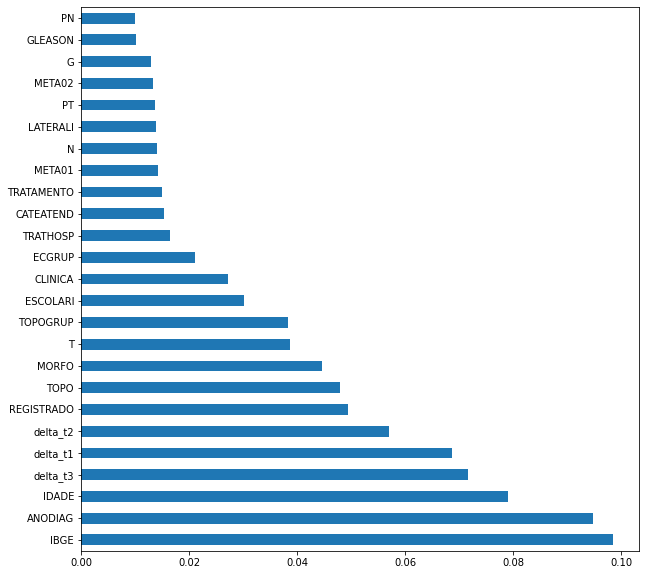 PN
GLEASON
G
META02
PT
LATERALI
N
META01
TRATAMENTO
CATEATEND
TRATHOSP
ECGRUP
CLINICA
ESCOLARI
TOPOGRUP
T
MORFO
TOPO
REGISTRADO
delta_t2
delta_t1
delta_t3
IDADE
ANODIAG
IBGE
0.00 0.02 0.04 0.06 0.08 0.10